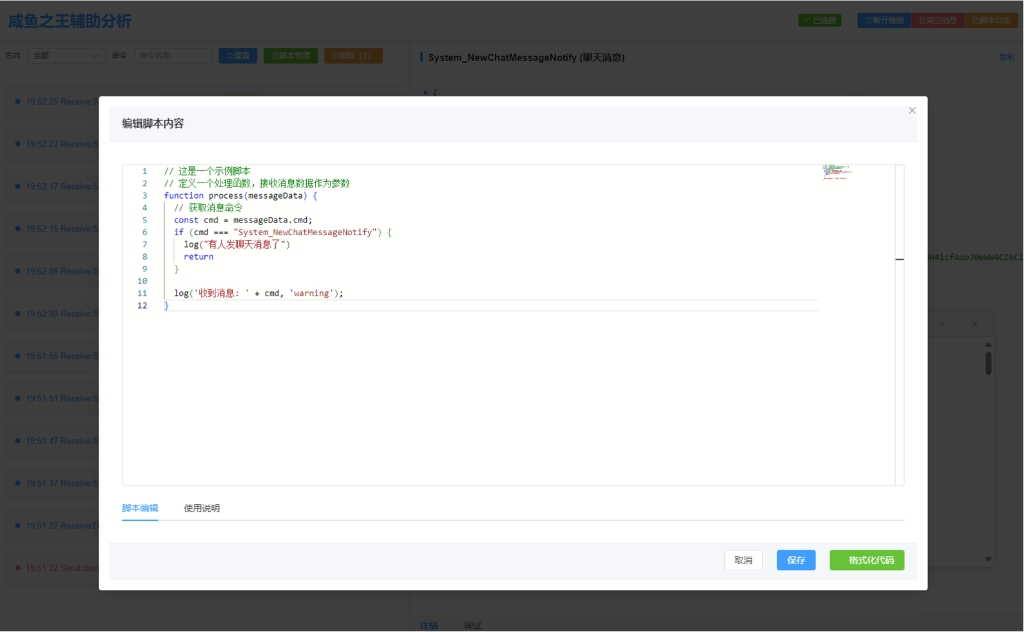 咸鱼之王辅助分析
已连接
断开链接
清空消息
脚本日志
方向 全部 命令 命令名称 重置 脚本管理
System_NewChatMessageNotify (聊天消息)
复制
19:52:25 Receive S
19:52:22 Receive S
19:52:17 Receive S
19:52:08 Receive S
19:52:00 Receive S
19:51:55 Receive S
19:51:51 Receive S
19:51:47 Receive S
19:51:37 Receive S
19:51:22 Receive D
19:51:22 Send
编辑脚本内容
1 // 这是一个示例脚本
2 // 定义一个处理函数，接收消息数据作为参数
3 function process(messageData) {
4 // 获取消息命令
5 const cmd = messageData.cmd;
6 if (cmd === "System_NewChatMessageNotify") {
7 log("有人发聊天消息了")
8 return
9 }
10
11 log('收到消息: ' + cmd, 'warning');
12 }
脚本编辑 使用说明
取消 保存 格式化代码
详情 调试